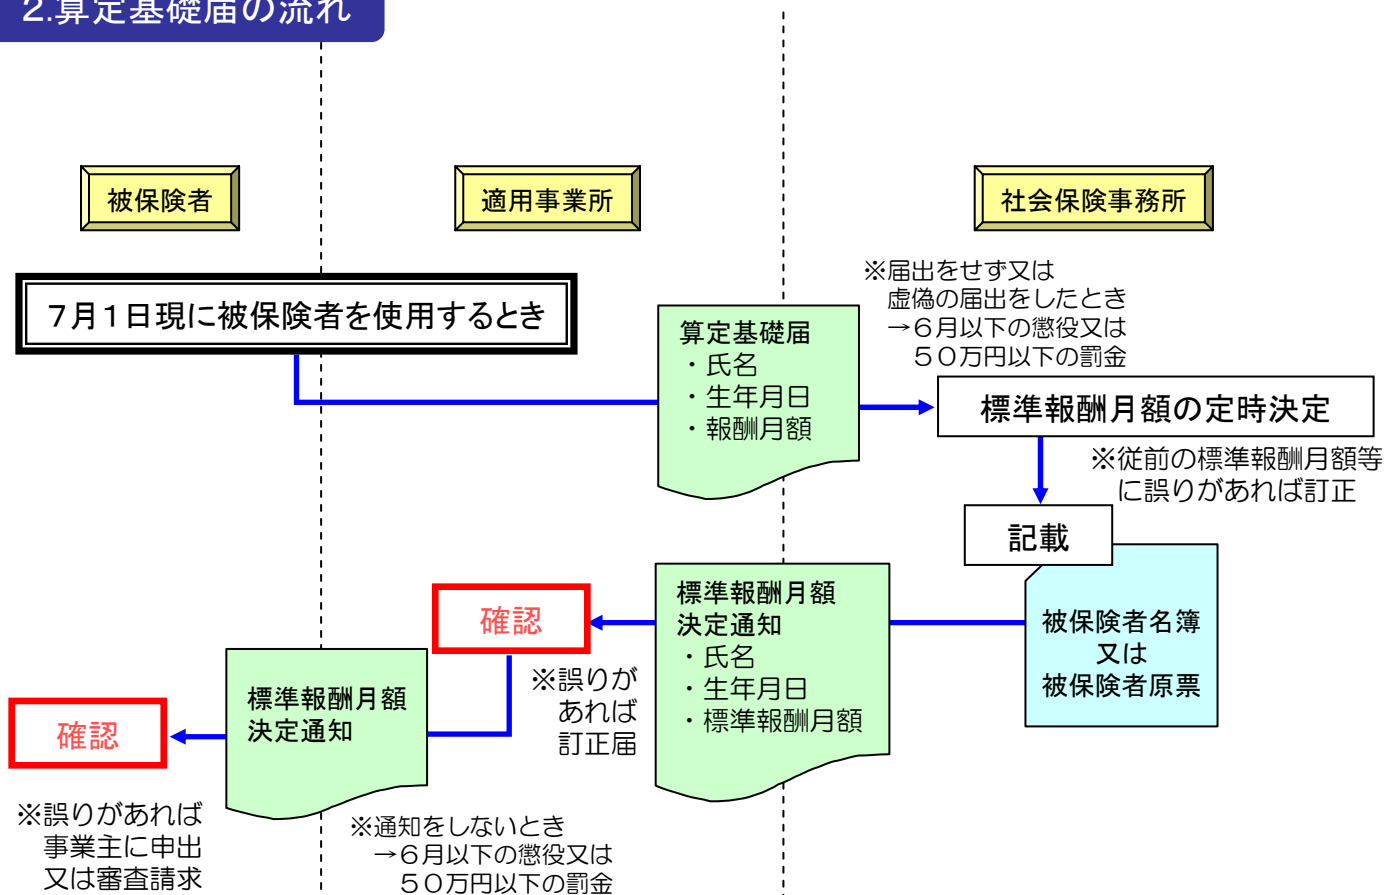 2.算定基礎届の流れ
被保険者
適用事業所
社会保険事務所
7月1日現に被保険者を使用するとき
算定基礎届
・氏名
・生年月日
・報酬月額
※届出をせず又は
虚偽の届出をしたとき
→6月以下の懲役又は
50万円以下の罰金
標準報酬月額の定時決定
※従前の標準報酬月額等
に誤りがあれば訂正
記載
被保険者名簿
又は
被保険者原票
標準報酬月額
決定通知
・氏名
・生年月日
・標準報酬月額
確認
※誤りが
あれば
訂正届
標準報酬月額
決定通知
※通知をしないとき
→6月以下の懲役又は
50万円以下の罰金
確認
※誤りがあれば
事業主に申出
又は審査請求